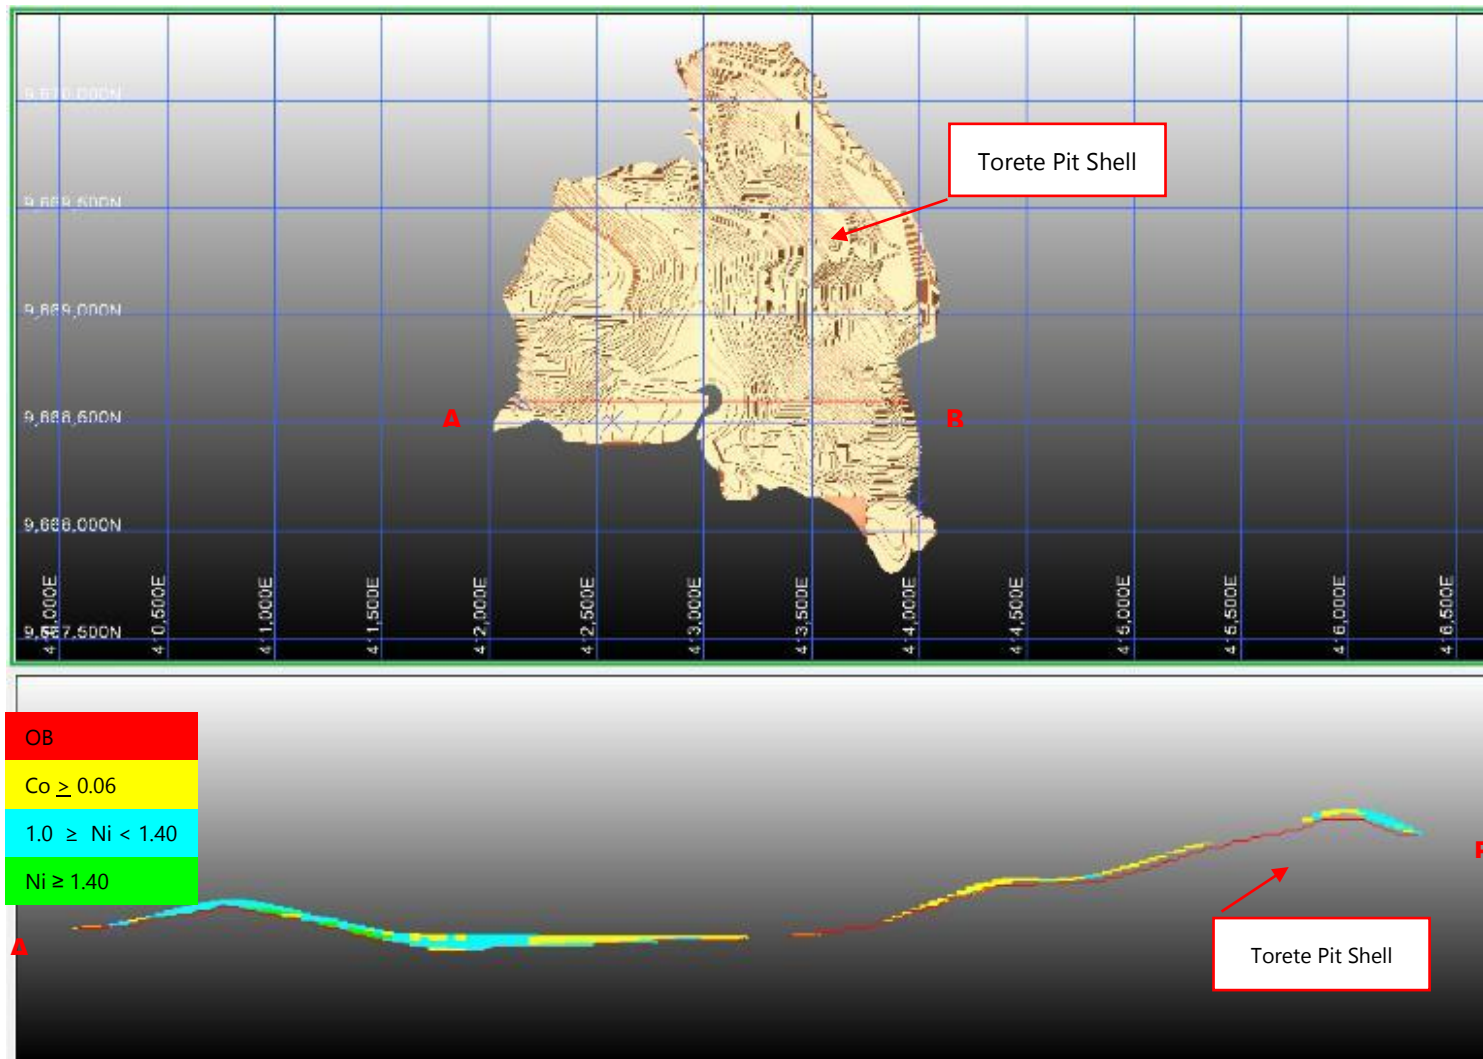 9,670,000N
Torete Pit Shell
9,669,500N
9,669,000N
A
B
9,668,500N
9,668,000N
9,667,500N
410,500E
411,000E
411,500E
412,000E
412,500E
413,000E
413,500E
414,000E
414,500E
415,000E
415,500E
416,000E
416,500E
OB
Co ≥ 0.06
1.0 ≥ Ni < 1.40
Ni ≥ 1.40
A
Torete Pit Shell